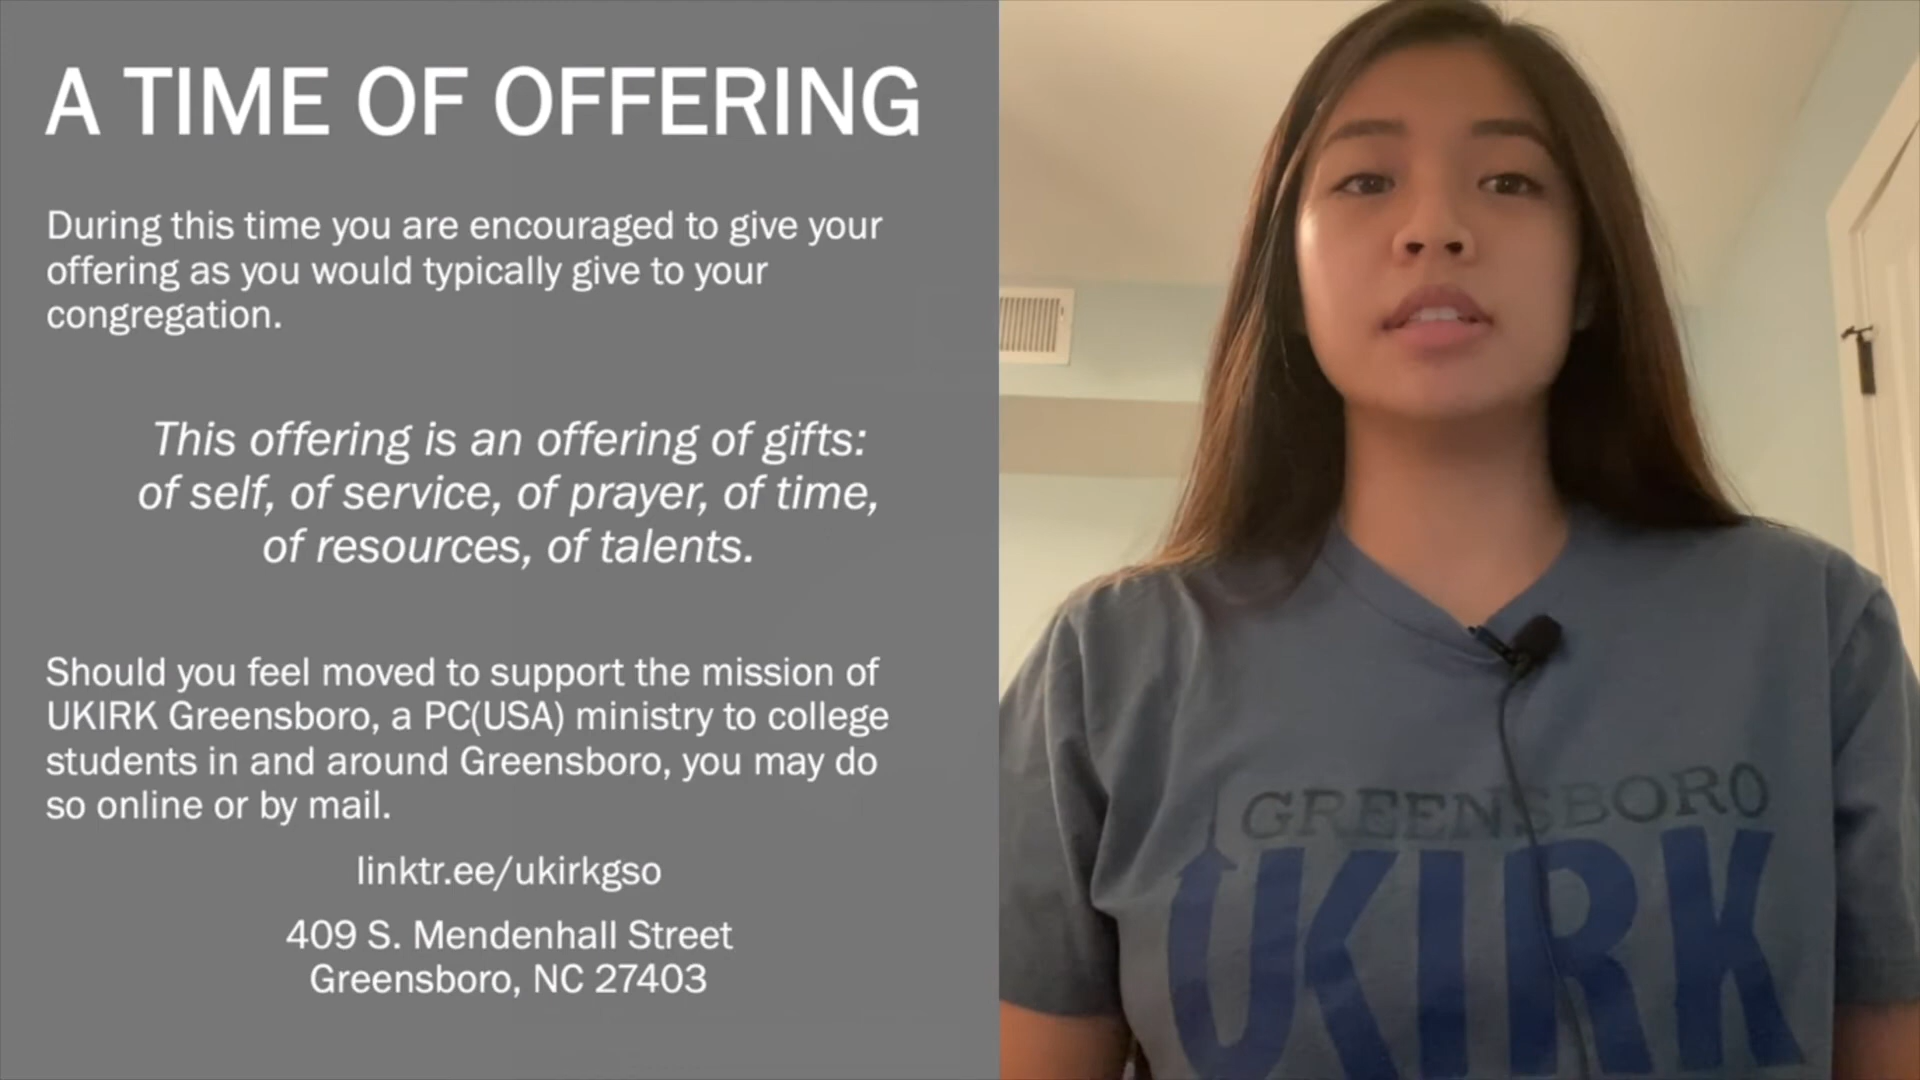 A TIME OF OFFERING
During this time you are encouraged to give your
offering as you would typically give to your
congregation.
This offering is an offering of gifts:
of self, of service, of prayer, of time,
of resources, of talents.
Should you feel moved to support the mission of
UKIRK Greensboro, a PC(USA) ministry to college
students in and around Greensboro, you may do
so online or by mail.
linktr.ee/ukirkgso
409 S. Mendenhall Street
Greensboro, NC 27403
GREENSBORO
UKIRK